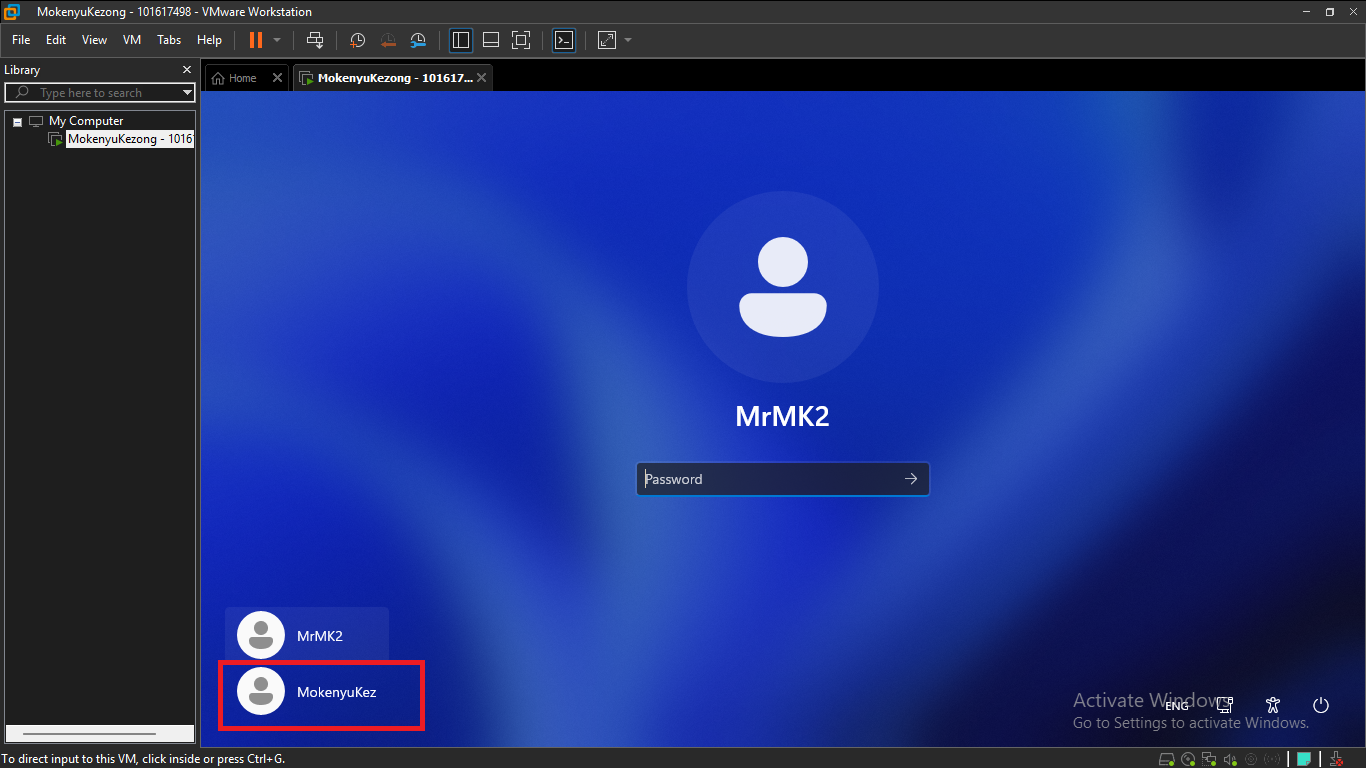 MokenyuKezong - 101617498 - VMware Workstation
File Edit View VM Tabs Help
Library
Home
MokenyuKezong - 101617...
Type here to search
My Computer
MokenyuKezong - 1016
MrMK2
Password
MrMK2
MokenyuKez
Activate Windows
ENG
Go to Settings to activate Windows.
To direct input to this VM, click inside or press Ctrl+G.